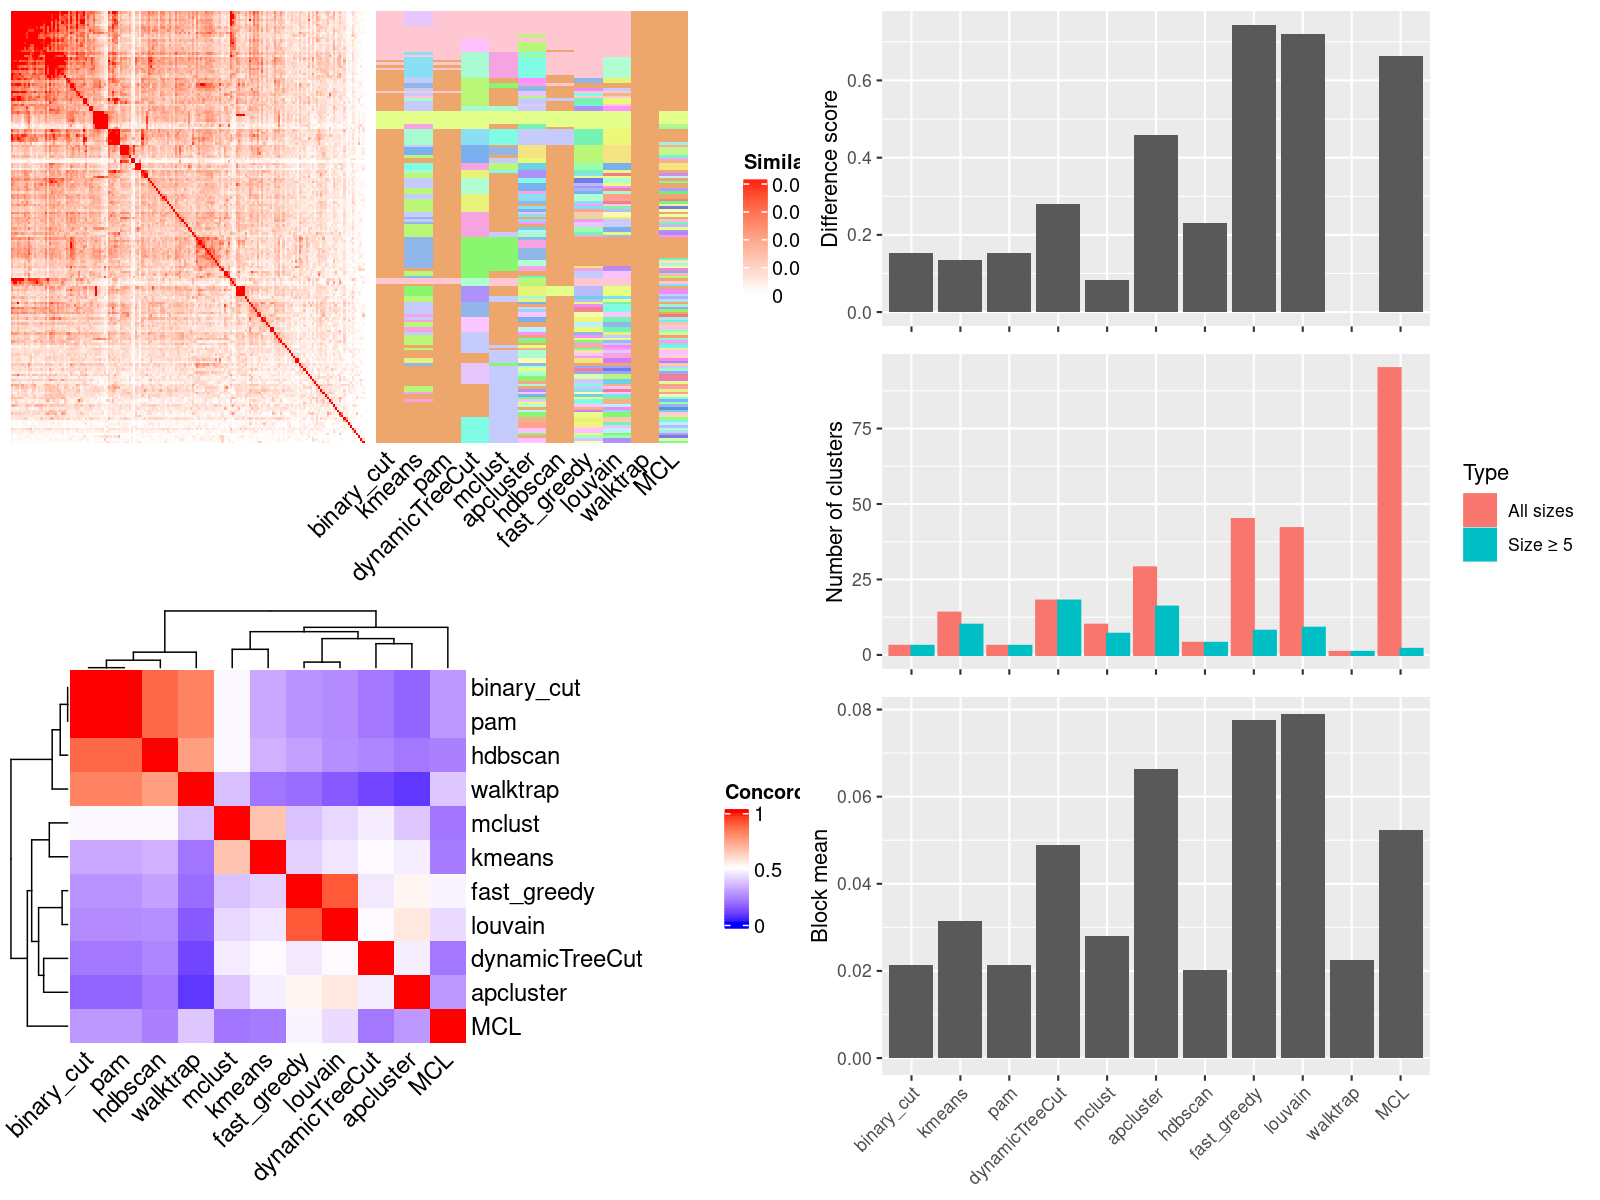 Simila
0.0
0.0
0.0
0.0
0
binary_cut
kmeans
pam
dynamicTreeCut
mclust
apcluster
hdbscan
fast_greedy
louvain
walktrap
MCL
binary_cut
pam
hdbscan
walktrap
mclust
kmeans
fast_greedy
louvain
dynamicTreeCut
apcluster
MCL
Concord
1
0.5
0
binary_cut
pam
hdbscan
walktrap
mclust
kmeans
fast_greedy
louvain
dynamicTreeCut
apcluster
MCL
Difference score
0.6
0.4
0.2
0.0
Number of clusters
75
50
25
0
Type
All sizes
Size ≥ 5
Block mean
0.08
0.06
0.04
0.02
0.00
binary_cut
kmeans
pam
dynamicTreeCut
mclust
apcluster
hdbscan
fast_greedy
louvain
walktrap
MCL